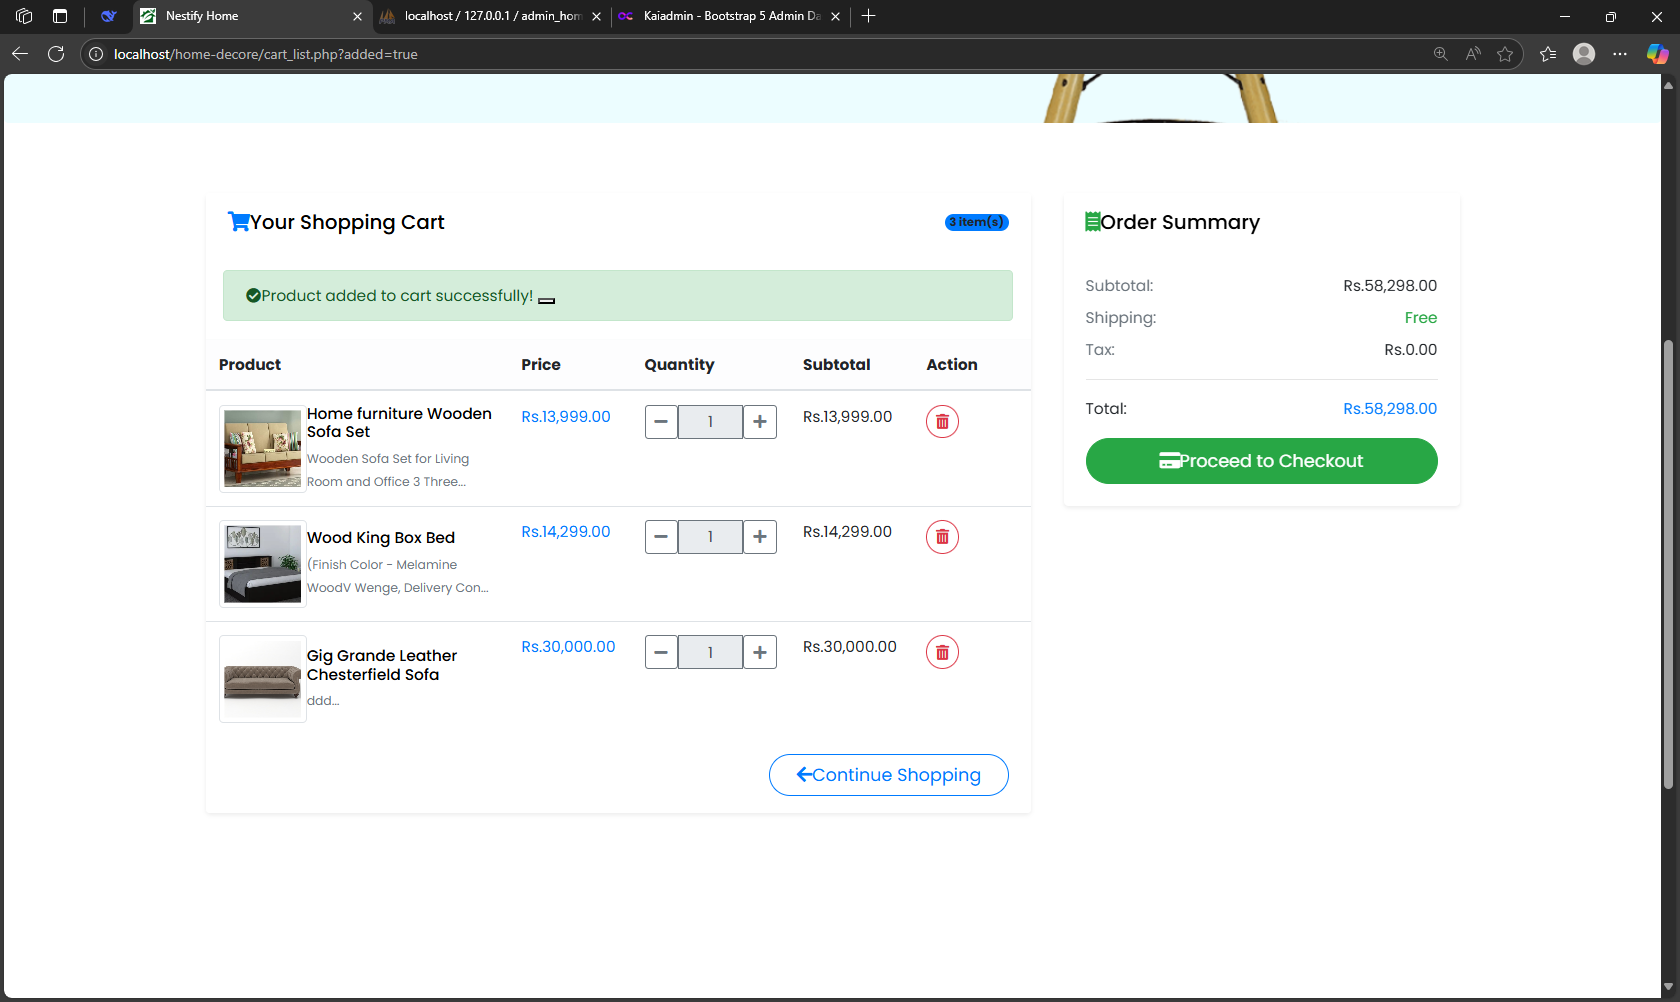 Nestify Home
localhost / 127.0.0.1 / admin_hom
Kaiadmin - Bootstrap 5 Admin Da
localhost/home-decore/cart_list.php?added=true
Your Shopping Cart
3 item(s)
Product added to cart successfully!
Product Price Quantity Subtotal Action
Home furniture Wooden
Sofa Set
Wooden Sofa Set for Living
Room and Office 3 Three...
Rs.13,999.00 1 Rs.13,999.00
Wood King Box Bed
(Finish Color - Melamine
WoodV Wenge, Delivery Con...
Rs.14,299.00 1 Rs.14,299.00
Gig Grande Leather
Chesterfield Sofa
ddd...
Rs.30,000.00 1 Rs.30,000.00
Continue Shopping
Order Summary
Subtotal: Rs.58,298.00
Shipping: Free
Tax: Rs.0.00
Total: Rs.58,298.00
Proceed to Checkout